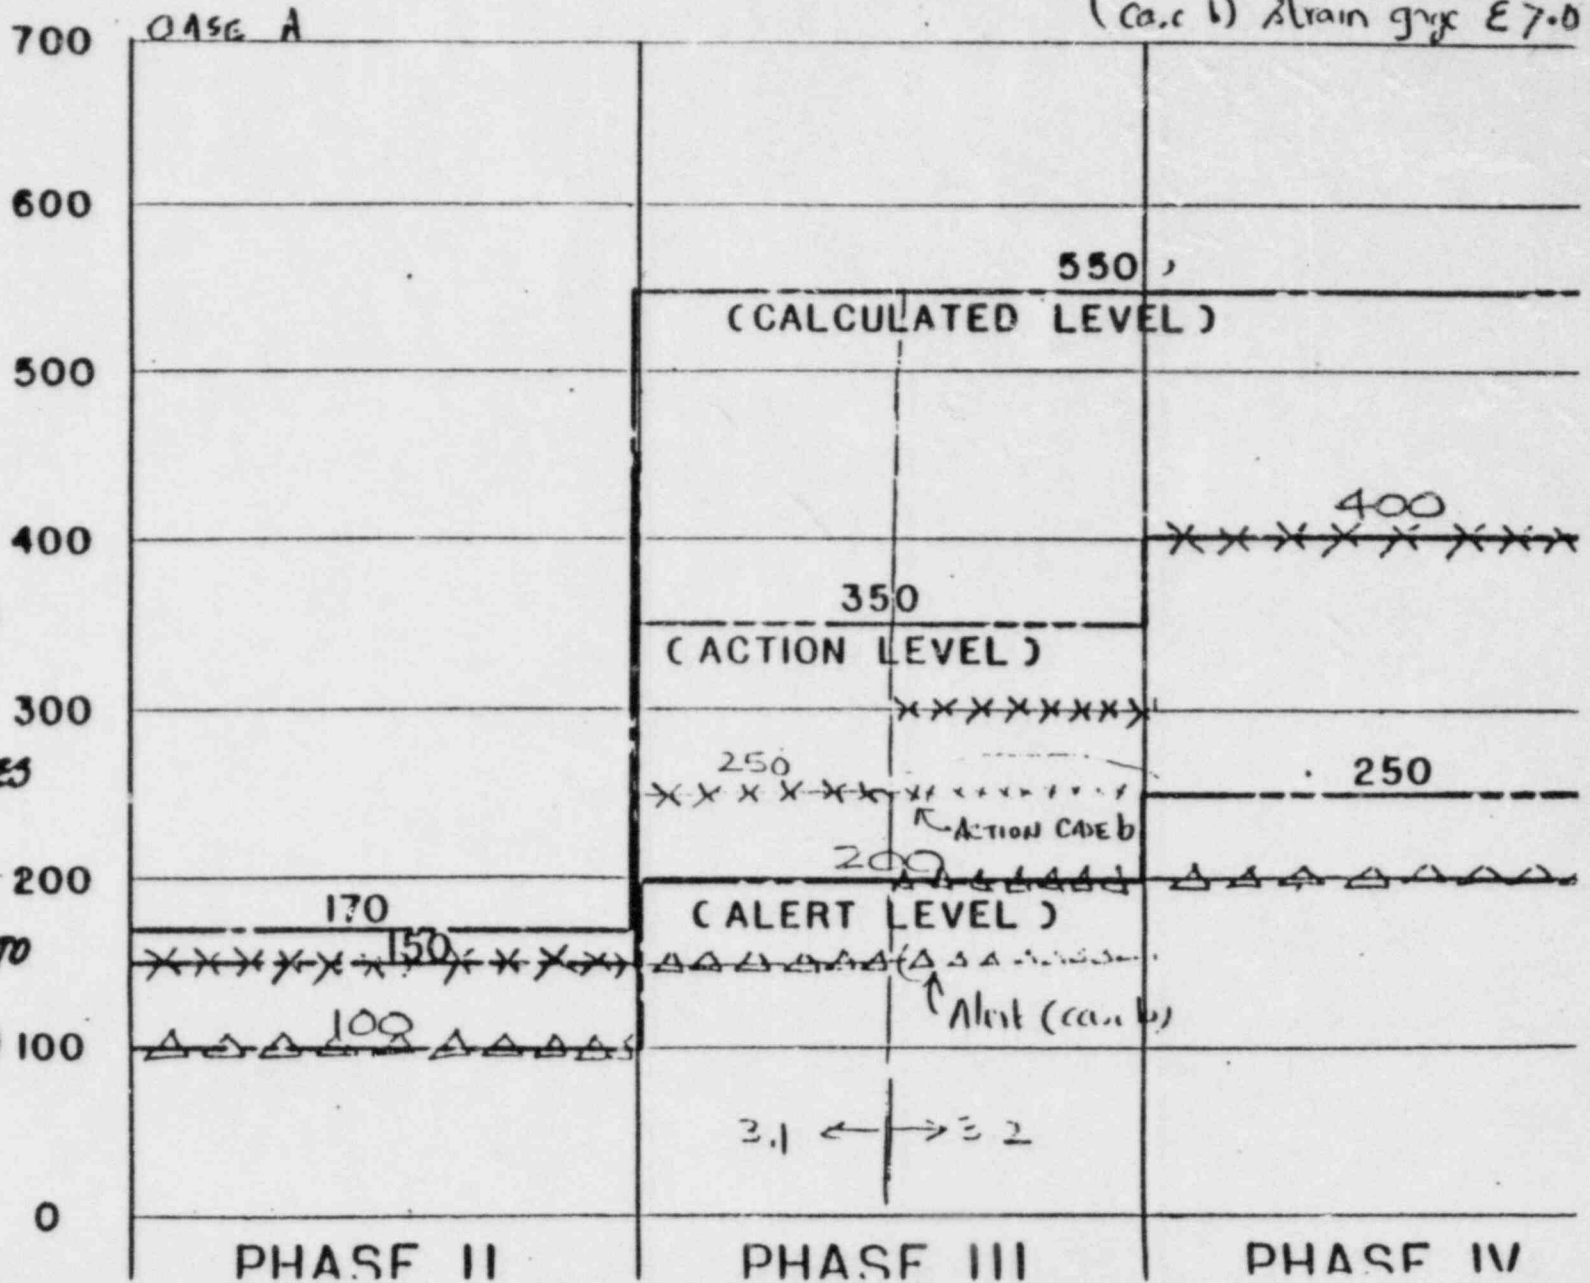 CASE A
(case b) strain gage E 7.0
700
600
550
(CALCULATED LEVEL)
500
400
400
350
(ACTION LEVEL)
300
250
250
ACTION CASE b
200
200
170
(ALERT LEVEL)
150
Alert (case b)
100
100
3.1 ← → 3.2
0
PHASE II PHASE III PHASE IV